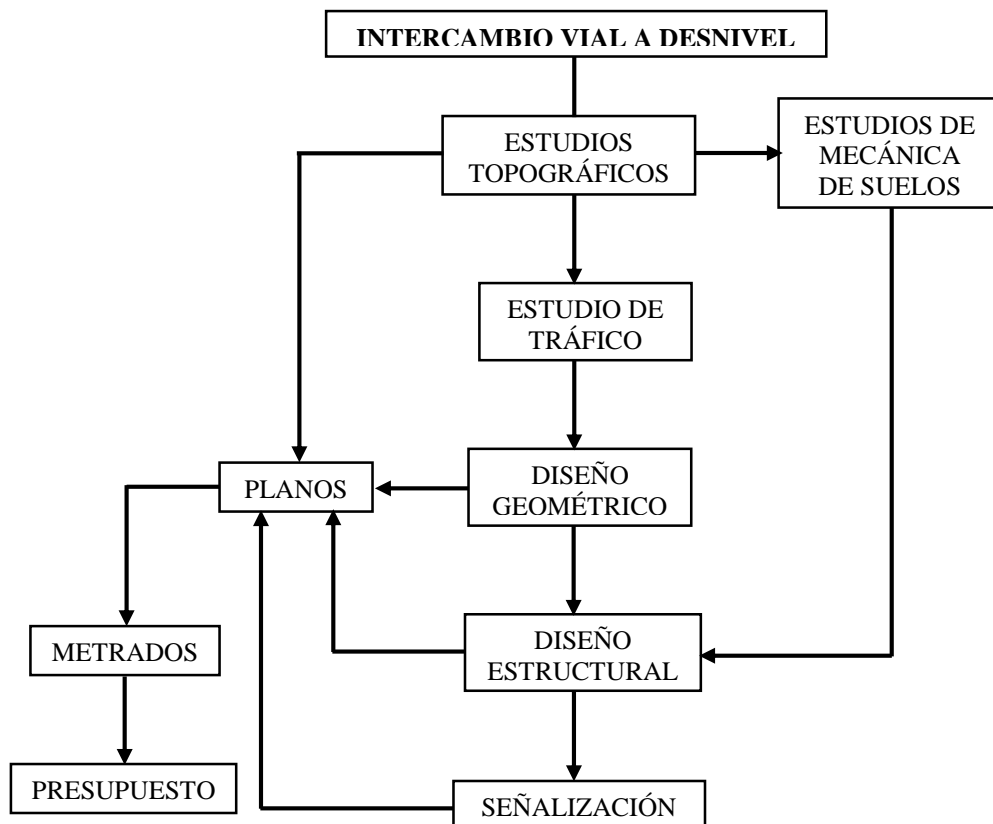 INTERCAMBIO VIAL A DESNIVEL
ESTUDIOS
TOPOGRÁFICOS
ESTUDIOS DE
MECÁNICA
DE SUELOS
ESTUDIO DE
TRÁFICO
PLANOS
DISEÑO
GEOMÉTRICO
METRADOS
DISEÑO
ESTRUCTURAL
PRESUPUESTO
SEÑALIZACIÓN